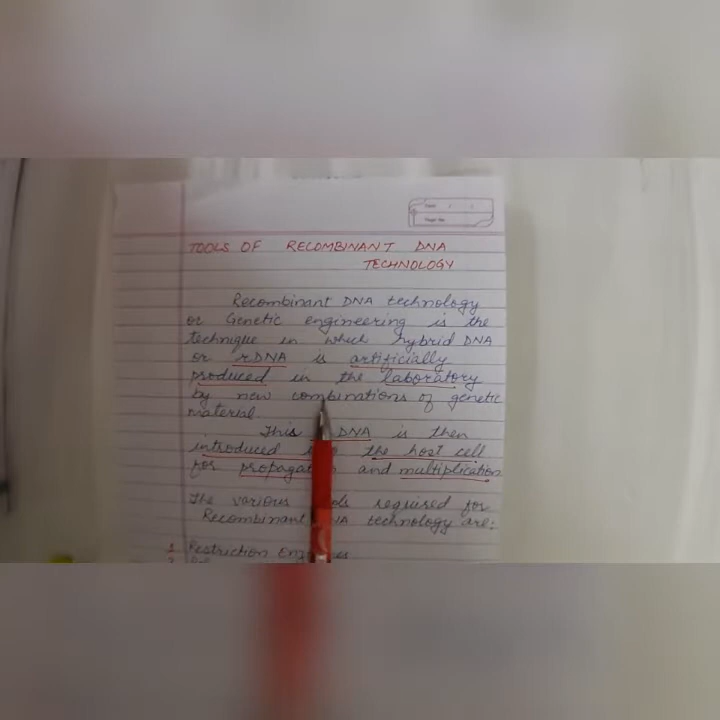 TOOLS OF RECOMBINANT DNA
TECHNOLOGY
Recombinant DNA technology
or Genetic engineering is the
technique in which hybrid DNA
or rDNA is artificially
produced in the laboratory
by new combinations of genetic
material.
This DNA is then
introduced the host cell
for and multiplication
The various required for
Recombinant technology are:
1. Restriction